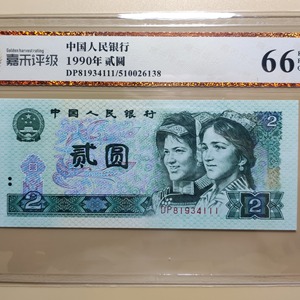 Golden harvest rating
嘉禾评级
中国人民银行
1990年 贰圆
DP81934111/510026138
66
中国人民银行
2
贰圆
DP81934111
2
2